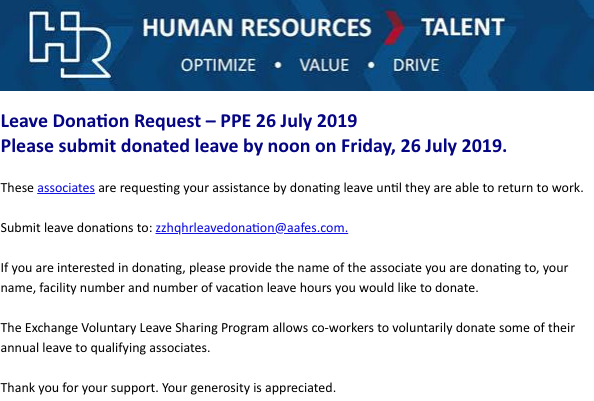 HR
HUMAN RESOURCES TALENT
OPTIMIZE • VALUE • DRIVE
Leave Donation Request – PPE 26 July 2019
Please submit donated leave by noon on Friday, 26 July 2019.
These associates are requesting your assistance by donating leave until they are able to return to work.
Submit leave donations to: zzhqhrleavedonation@aafes.com.
If you are interested in donating, please provide the name of the associate you are donating to, your
name, facility number and number of vacation leave hours you would like to donate.
The Exchange Voluntary Leave Sharing Program allows co-workers to voluntarily donate some of their
annual leave to qualifying associates.
Thank you for your support. Your generosity is appreciated.